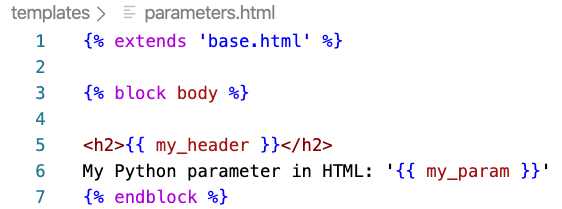 templates > parameters.html
1 {% extends 'base.html' %}
2
3 {% block body %}
4
5 <h2>{{ my_header }}</h2>
6 My Python parameter in HTML: '{{ my_param }}'
7 {% endblock %}